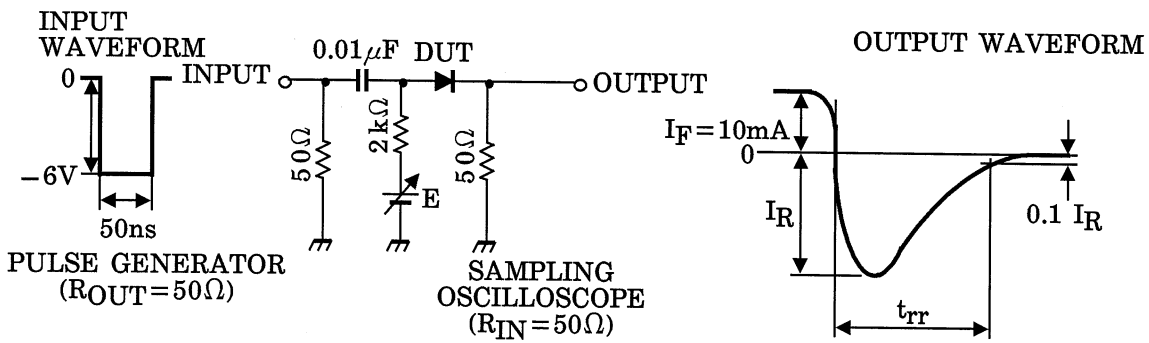 INPUT
WAVEFORM
0
−6V
50ns
PULSE GENERATOR
(ROUT=50Ω)
INPUT
0.01μF
DUT
OUTPUT
50Ω
2kΩ
E
50Ω
SAMPLING
OSCILLOSCOPE
(RIN=50Ω)
OUTPUT WAVEFORM
IF=10mA
0
IR
0.1 IR
trr